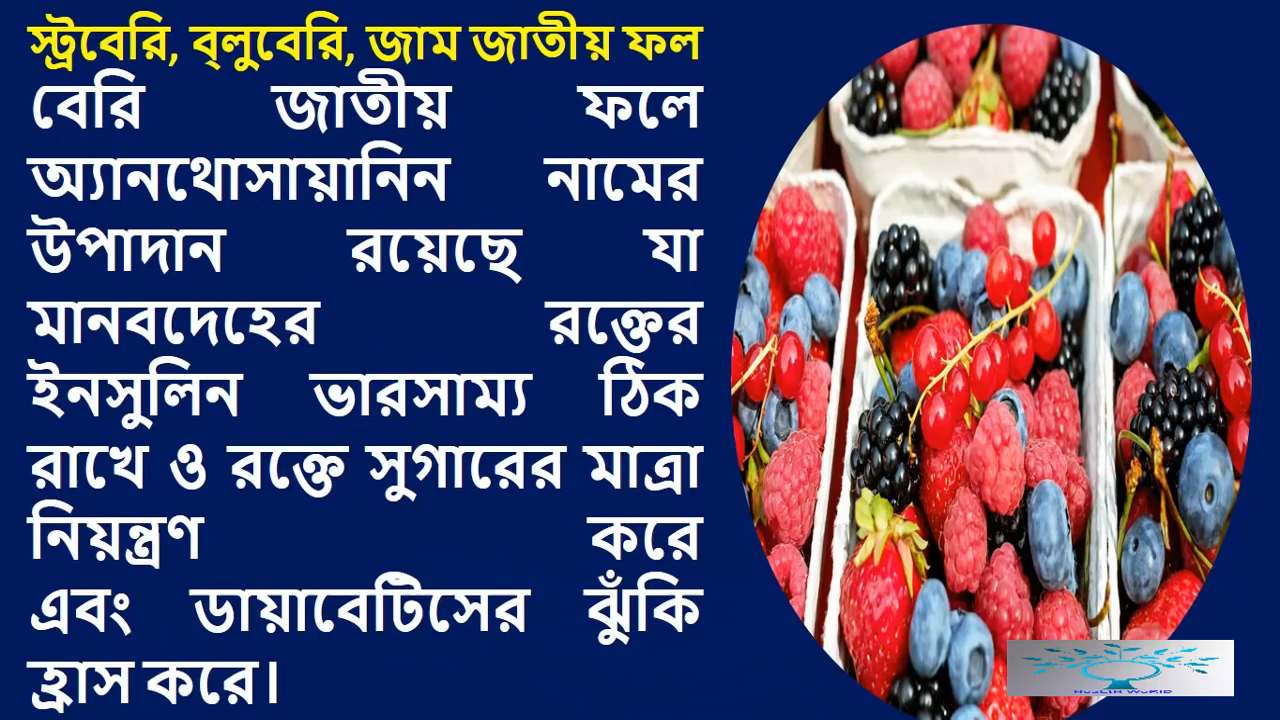 স্ট্রবেরি, ব্লুবেরি, জাম জাতীয় ফল
বেরি জাতীয় ফলে
অ্যানথোসায়ানিন নামের
উপাদান রয়েছে যা
মানবদেহের রক্তের
ইনসুলিন ভারসাম্য ঠিক
রাখে ও রক্তে সুগারের মাত্রা
নিয়ন্ত্রণ করে
এবং ডায়াবেটিসের ঝুঁকি
হ্রাস করে।